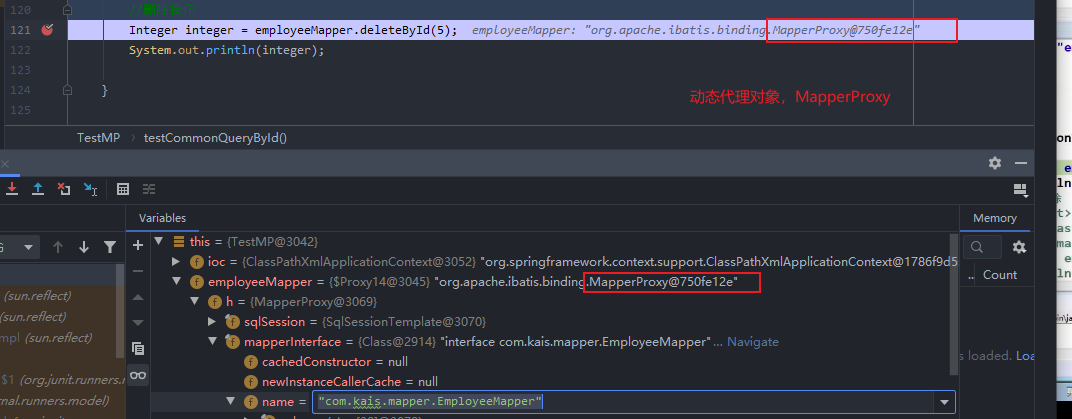 120
121 Integer integer = employeeMapper.deleteById(5); employeeMapper: "org.apache.ibatis.binding.MapperProxy@750fe12e"
122 System.out.println(integer);
123
124 }
125
动态代理对象，MapperProxy
TestMP › testCommonQueryById()
Variables
Memory
this = {TestMP@3042}
ioc = {ClassPathXmlApplicationContext@3052} "org.springframework.context.support.ClassPathXmlApplicationContext@1786f9d5
Count
(sun.reflect)
employeeMapper = {$Proxy14@3045} "org.apache.ibatis.binding.MapperProxy@750fe12e"
(sun.reflect)
h = {MapperProxy@3069}
mpl (sun.reflect)
sqlSession = {SqlSessionTemplate@3070}
mapperInterface = {Class@2914} "interface com.kais.mapper.EmployeeMapper"... Navigate
s loaded. Loa
cachedConstructor = null
$1 (org.junit.runners.m
newInstanceCallerCache = null
nal.runners.model)
name = "com.kais.mapper.EmployeeMapper"